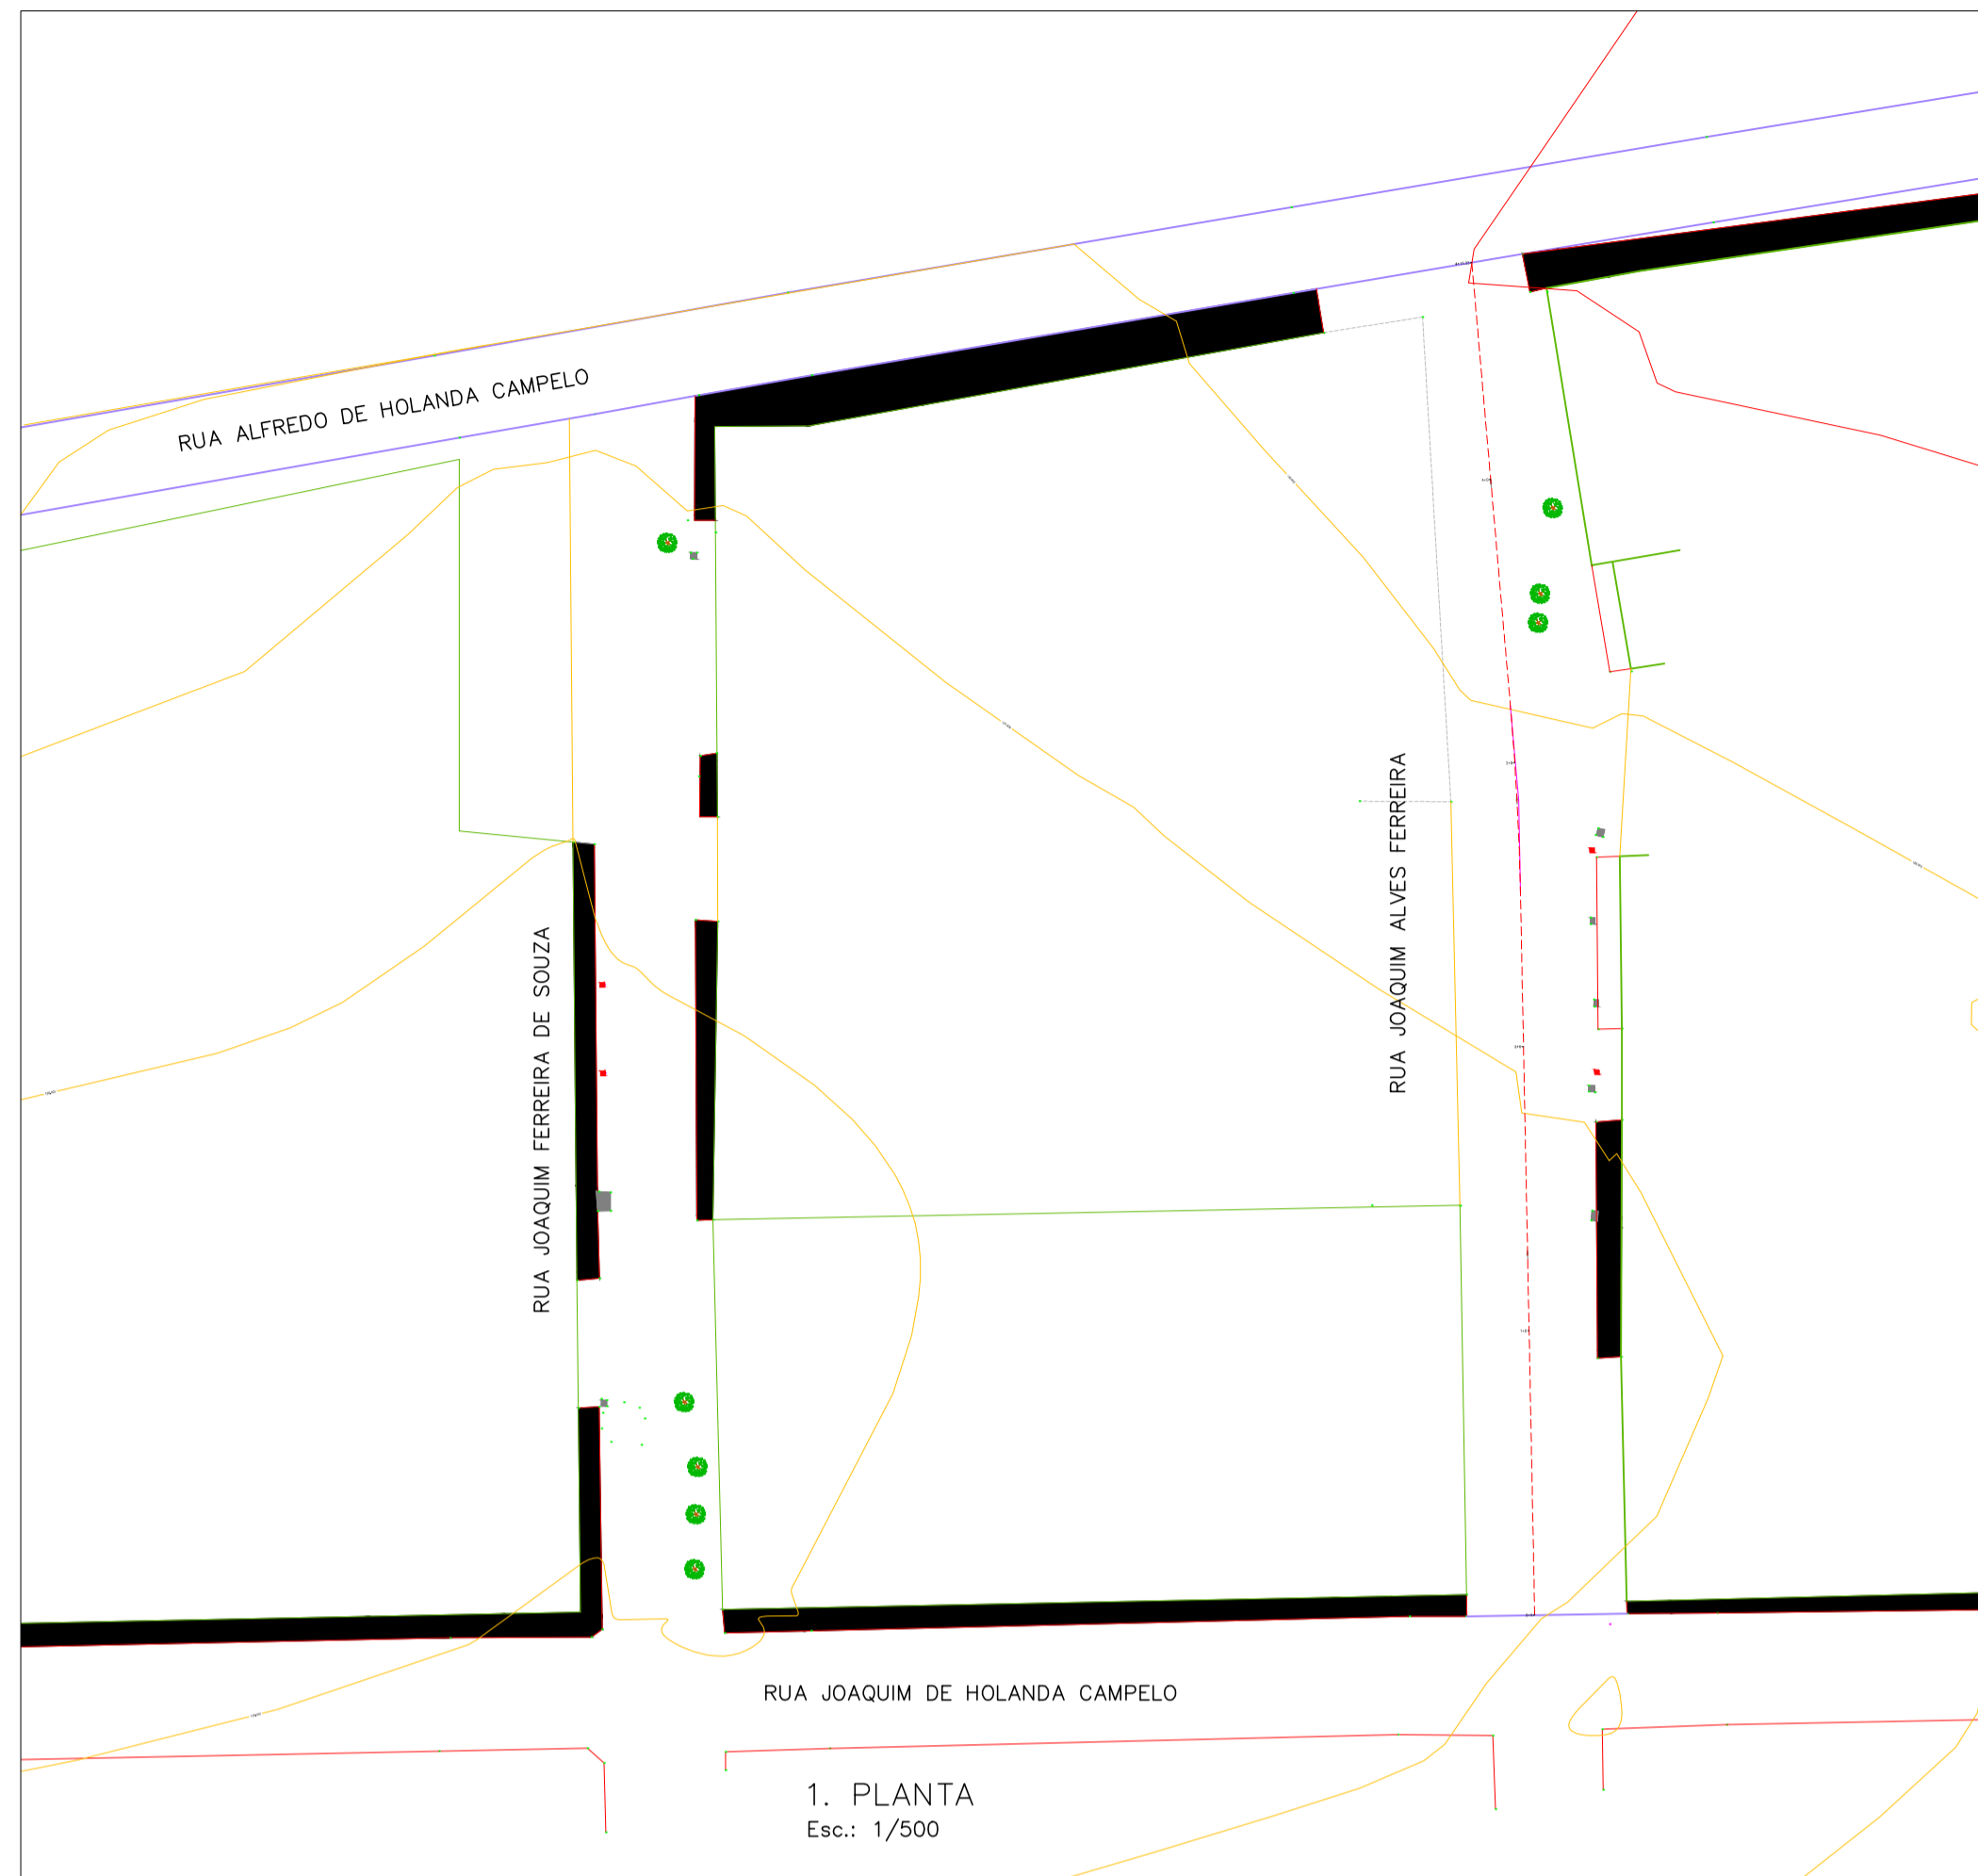 RUA ALFREDO DE HOLANDA CAMPELO
RUA JOAQUIM FERREIRA DE SOUZA
RUA JOAQUIM ALVES FERREIRA
RUA JOAQUIM DE HOLANDA CAMPELO
1. PLANTA
Esc.: 1/500